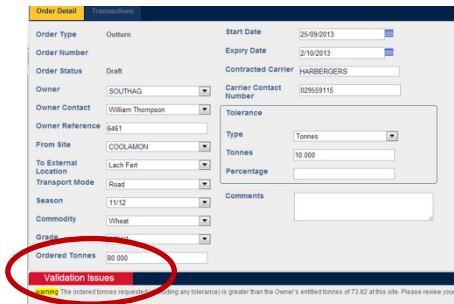 Order Detail Transactions
Order Type Outturn
Order Number
Order Status Draft
Owner SOUTHAG
Owner Contact William Thompson
Owner Reference 6461
From Site COOLAMON
To External Location Lach Fert
Transport Mode Road
Season 11/12
Commodity Wheat
Grade
Ordered Tonnes 80.000
Start Date 25/09/2013
Expiry Date 2/10/2013
Contracted Carrier HARBERGERS
Carrier Contact Number 029559115
Tolerance
Type Tonnes
Tonnes 10.000
Percentage
Comments
Validation Issues
warning The ordered tonnes requested (including any tolerance) is greater than the Owner's entitled tonnes of 73.82 at this site. Please review your